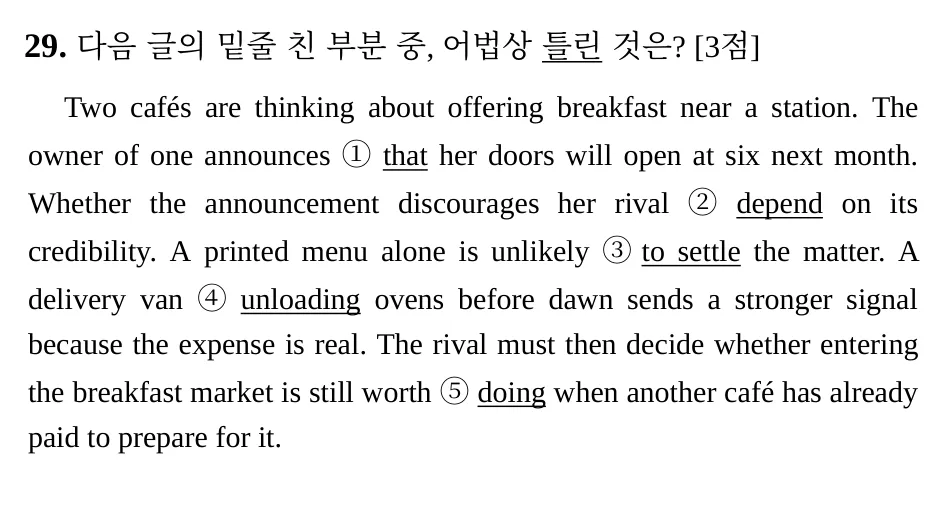 29. 다음 글의 밑줄 친 부분 중, 어법상 틀린 것은? [3점]
Two cafés are thinking about offering breakfast near a station. The
owner of one announces ① that her doors will open at six next month.
Whether the announcement discourages her rival ② depend on its
credibility. A printed menu alone is unlikely ③ to settle the matter. A
delivery van ④ unloading ovens before dawn sends a stronger signal
because the expense is real. The rival must then decide whether entering
the breakfast market is still worth ⑤ doing when another café has already
paid to prepare for it.